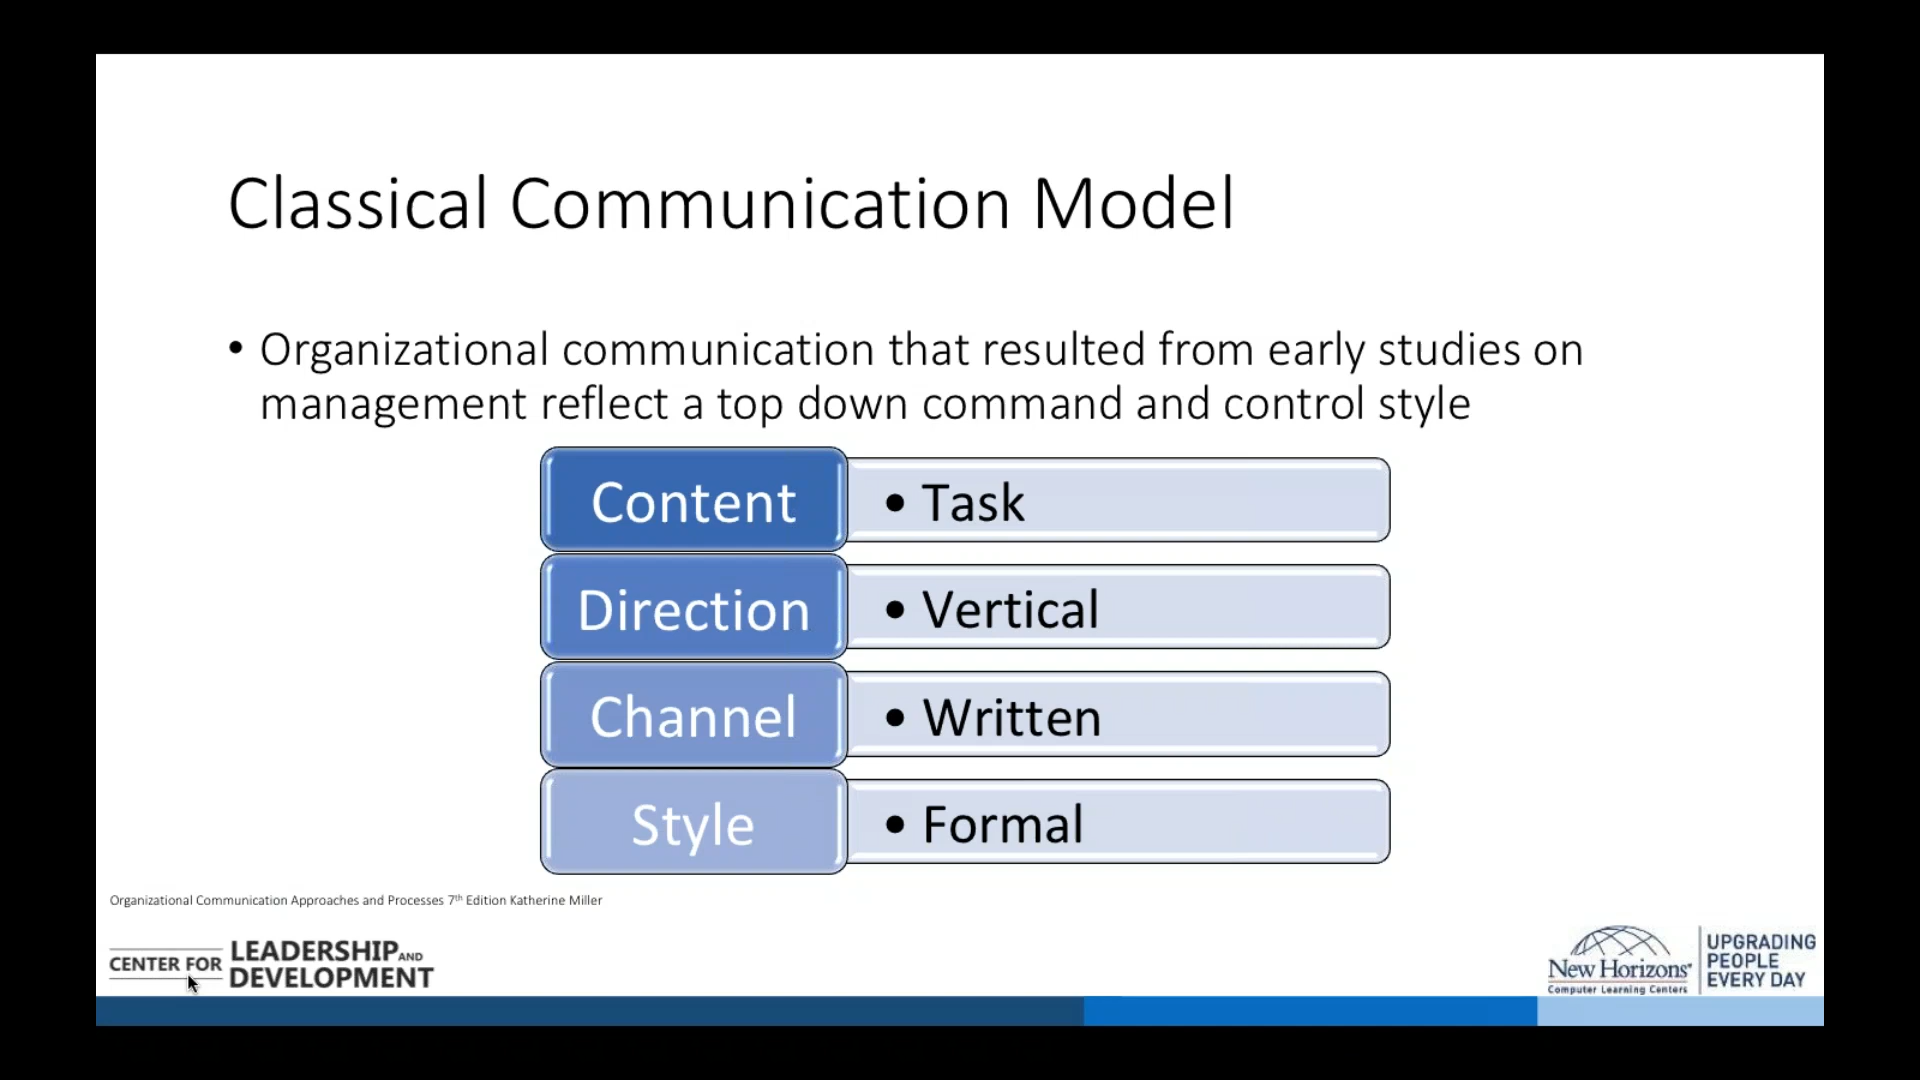 Classical Communication Model
• Organizational communication that resulted from early studies on
management reflect a top down command and control style
Content
• Task
Direction
• Vertical
Channel
• Written
Style
• Formal
Organizational Communication Approaches and Processes 7th Edition Katherine Miller
CENTER FOR LEADERSHIP AND
DEVELOPMENT
New Horizons®
Computer Learning Centers
UPGRADING
PEOPLE
EVERY DAY